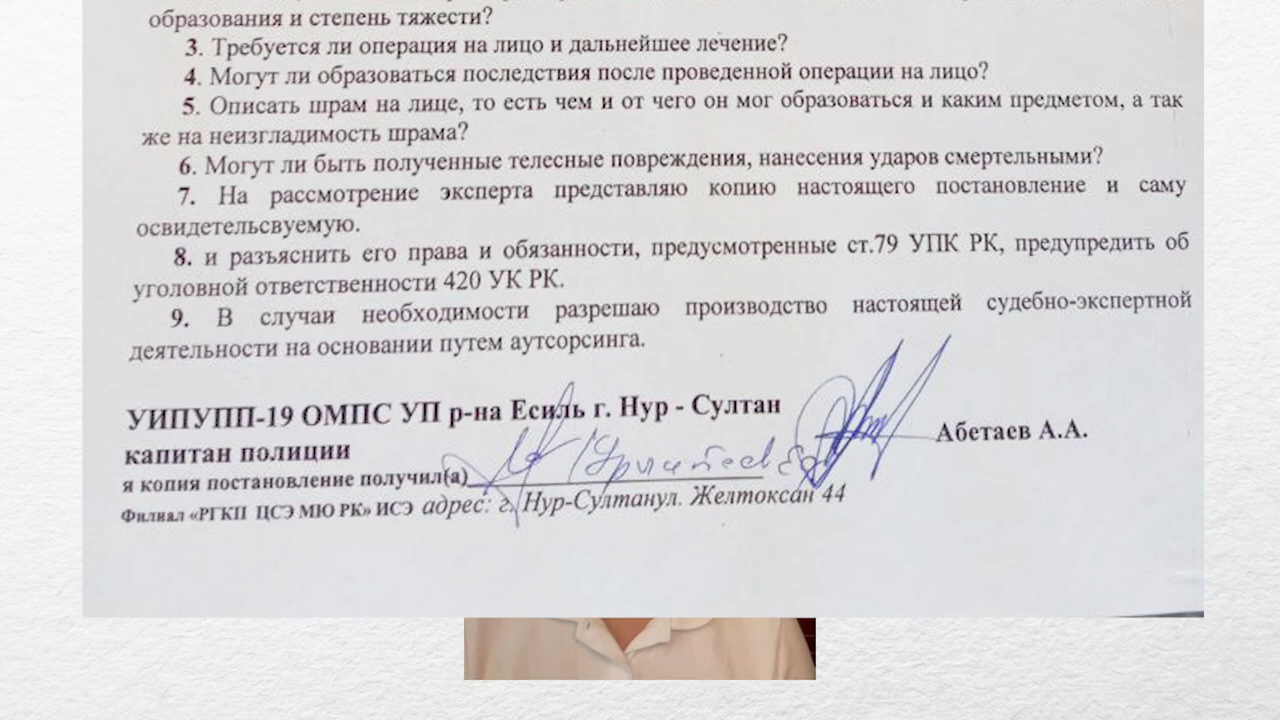 образования и степень тяжести?
3. Требуется ли операция на лицо и дальнейшее лечение?
4. Могут ли образоваться последствия после проведенной операции на лицо?
5. Описать шрам на лице, то есть чем и от чего он мог образоваться и каким предметом, а так
же на неизгладимость шрама?
6. Могут ли быть полученные телесные повреждения, нанесения ударов смертельными?
7. На рассмотрение эксперта представляю копию настоящего постановление и саму
освидетельсвуемую.
8. и разъяснить его права и обязанности, предусмотренные ст.79 УПК РК, предупредить об
уголовной ответственности 420 УК РК.
9. В случаи необходимости разрешаю производство настоящей судебно-экспертной
деятельности на основании путем аутсорсинга.
УИПУПП-19 ОМПС УП р-на Есиль г. Нур - Султан
капитан полиции
Абетаев А.А.
я копия постановление получил(а)
Филиал «РГКП ЦСЭ МЮ РК» ИСЭ адрес: г. Нур-Султанул. Желтоксан 44